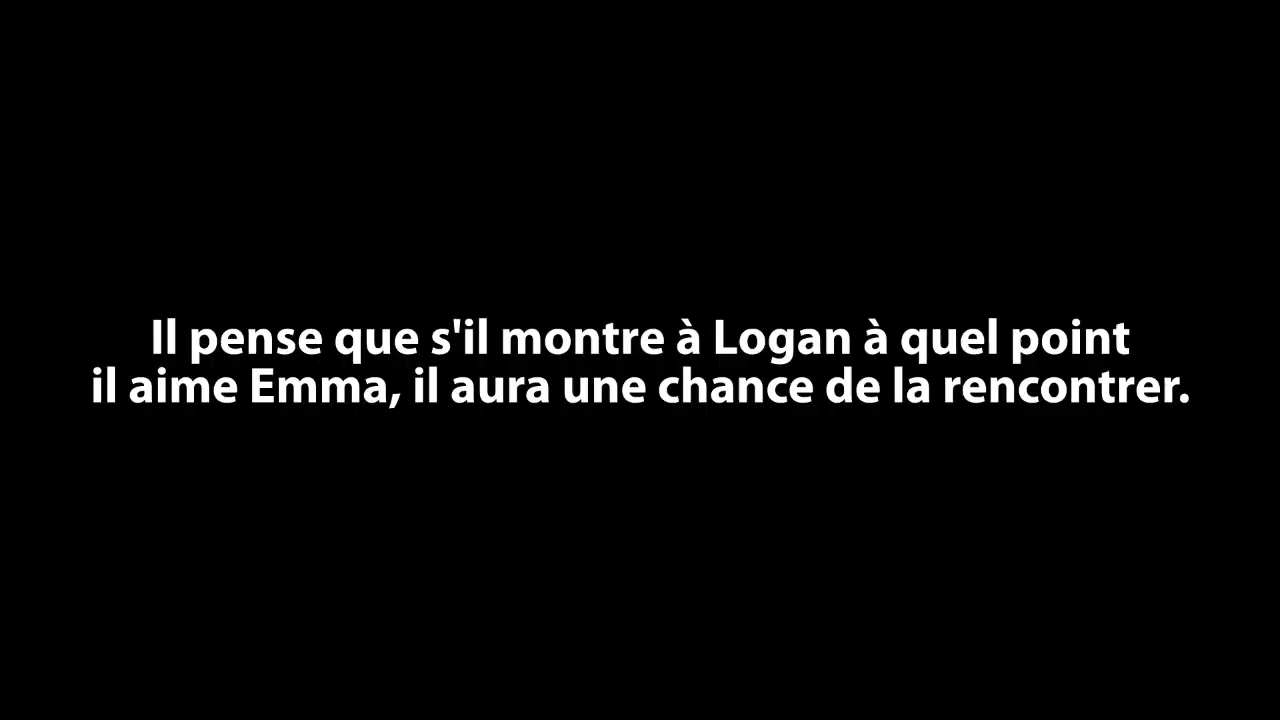 Il pense que s'il montre à Logan à quel point
il aime Emma, il aura une chance de la rencontrer.